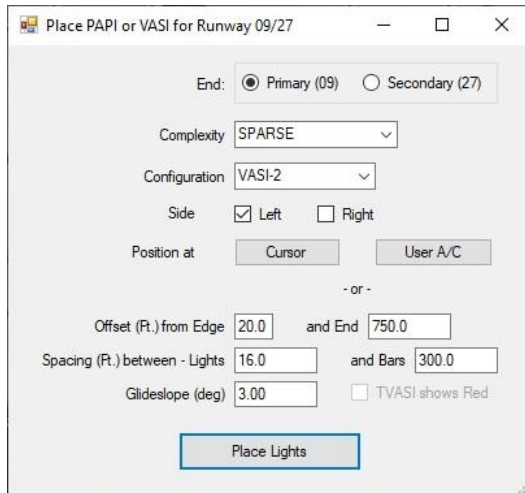 Place PAPI or VASI for Runway 09/27
End: Primary (09) Secondary (27)
Complexity SPARSE
Configuration VASI-2
Side Left Right
Position at Cursor User A/C
- or -
Offset (Ft.) from Edge 20.0 and End 750.0
Spacing (Ft.) between - Lights 16.0 and Bars 300.0
Glideslope (deg) 3.00 TVASI shows Red
Place Lights